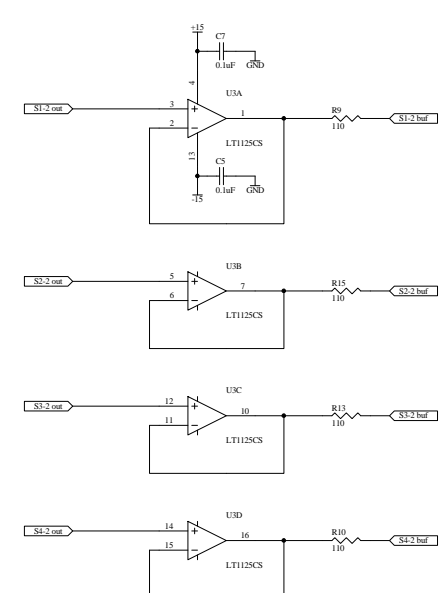 +15
C7
4
0.1uF GND
U3A
S1-2 out 3 1 R9 S1-2 buf
2 110
LT1125CS
13
C5
0.1uF GND
-15
U3B
S2-2 out 5 7 R15 S2-2 buf
6 110
LT1125CS
U3C
S3-2 out 12 10 R13 S3-2 buf
11 110
LT1125CS
U3D
S4-2 out 14 16 R10 S4-2 buf
15 110
LT1125CS